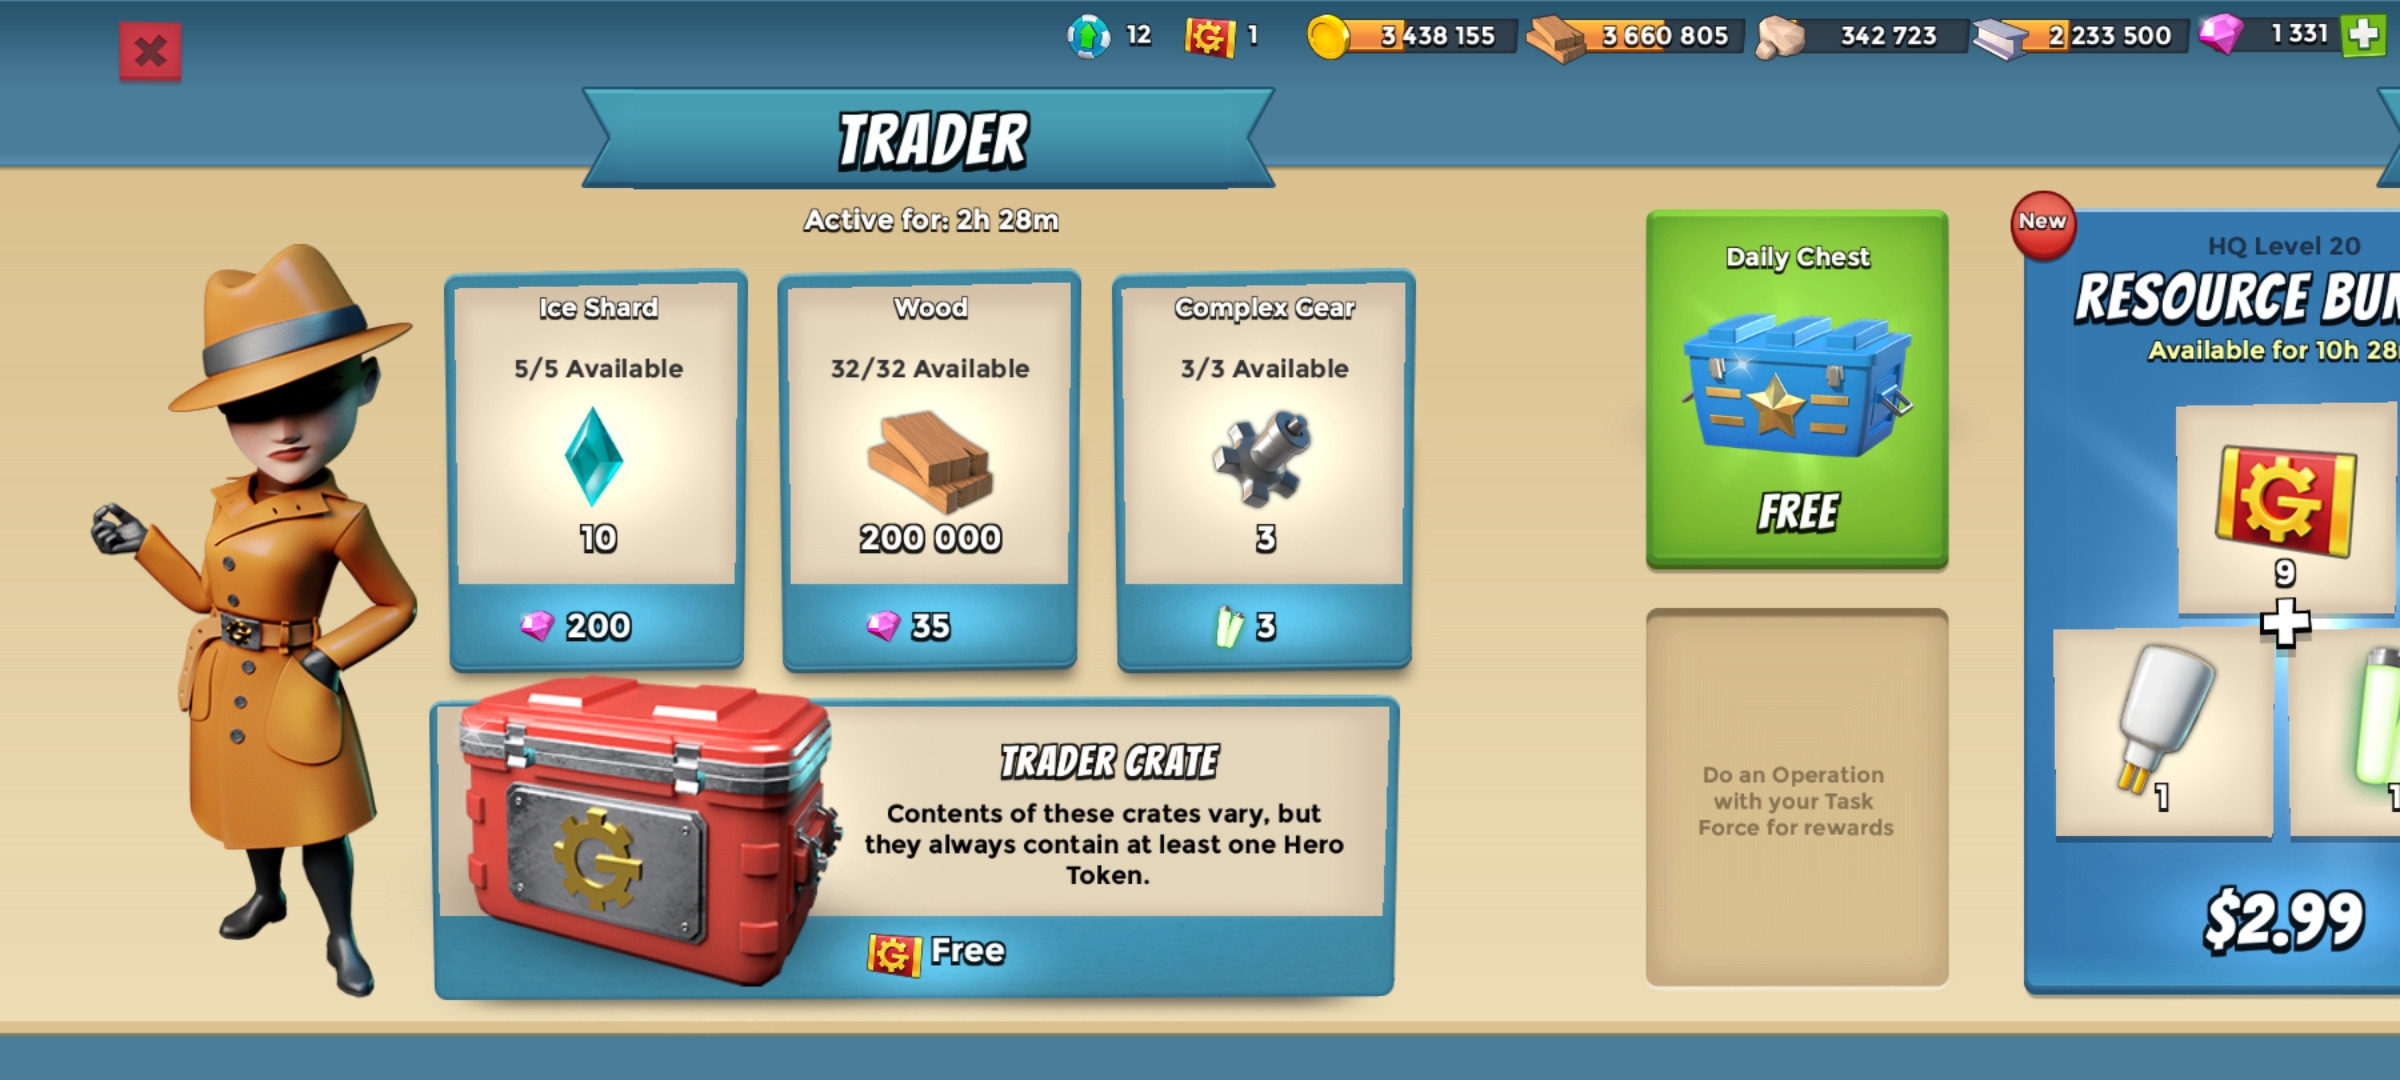 12
1
3 438 155
3 660 805
342 723
2 233 500
1 331
TRADER
Active for: 2h 28m
Ice Shard
5/5 Available
10
200
Wood
32/32 Available
200 000
35
Complex Gear
3/3 Available
3
3
TRADER CRATE
Contents of these crates vary, but
they always contain at least one Hero
Token.
Free
Daily Chest
FREE
Do an Operation
with your Task
Force for rewards
New
HQ Level 20
RESOURCE BUN
Available for 10h 28
9
1
1
$2.99